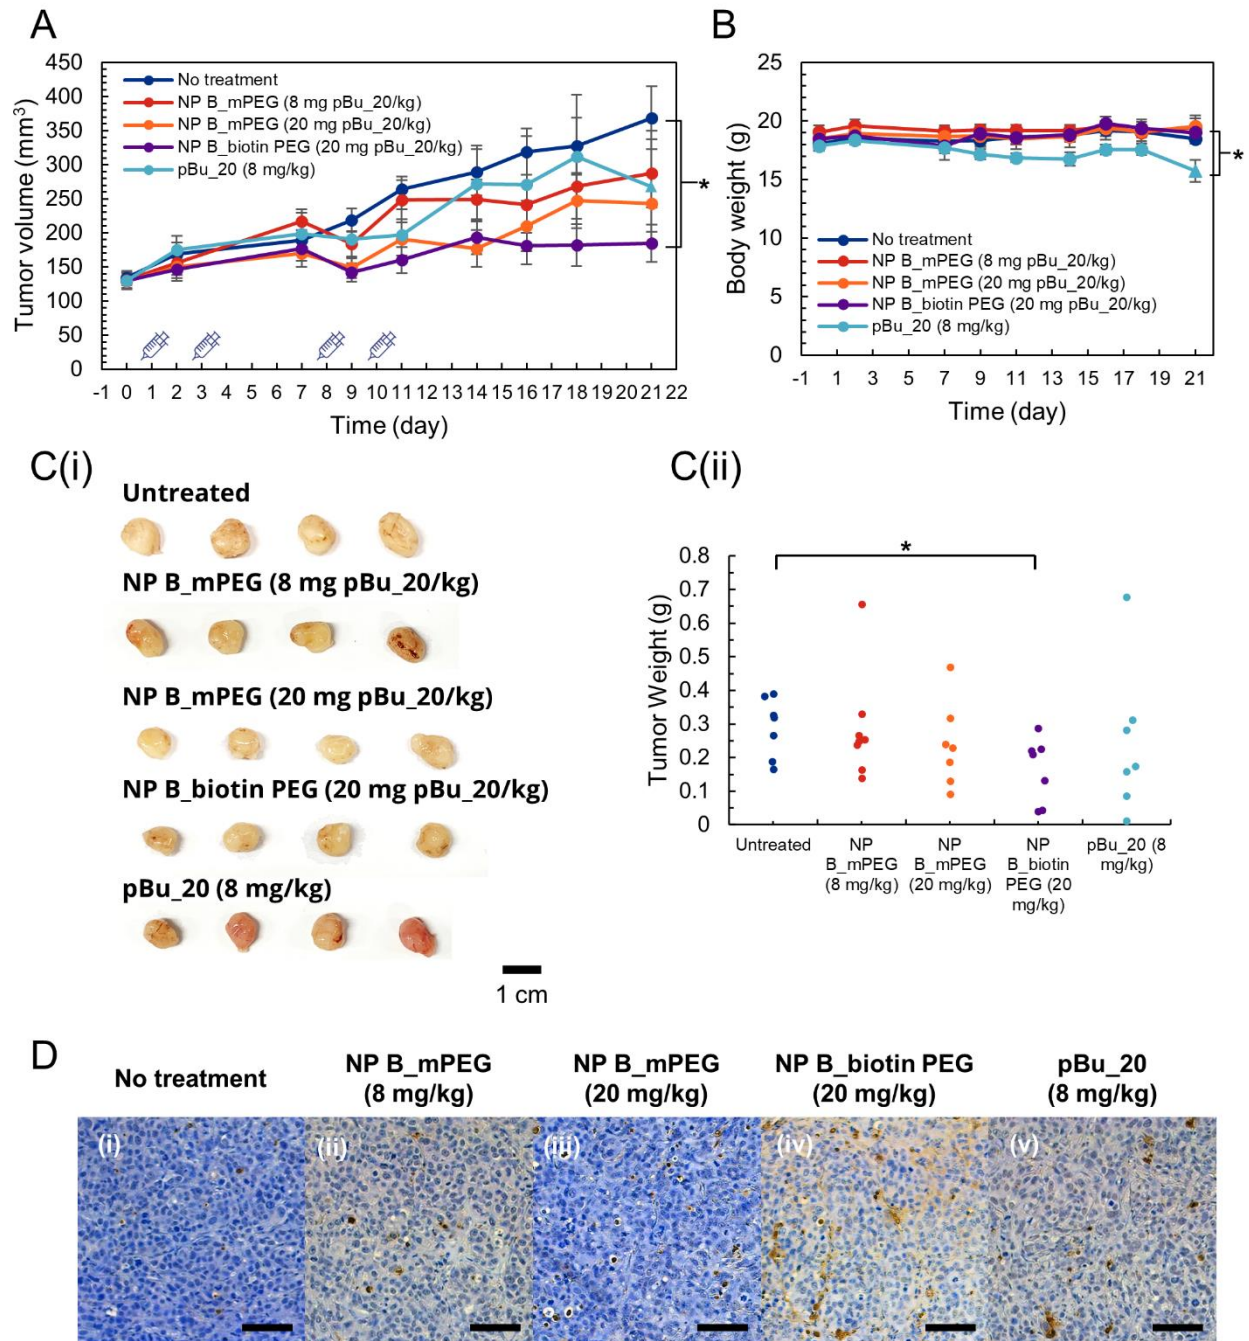 A
Tumor volume (mm³)
450
400
350
300
250
200
150
100
50
0
No treatment
NP B_mPEG (8 mg pBu_20/kg)
NP B_mPEG (20 mg pBu_20/kg)
NP B_biotin PEG (20 mg pBu_20/kg)
pBu_20 (8 mg/kg)
*
-1 0 1 2 3 4 5 6 7 8 9 10 11 12 13 14 15 16 17 18 19 20 21 22
Time (day)
B
Body weight (g)
25
20
15
10
5
0
*
No treatment
NP B_mPEG (8 mg pBu_20/kg)
NP B_mPEG (20 mg pBu_20/kg)
NP B_biotin PEG (20 mg pBu_20/kg)
pBu_20 (8 mg/kg)
-1 1 3 5 7 9 11 13 15 17 19 21
Time (day)
C(i)
Untreated
NP B_mPEG (8 mg pBu_20/kg)
NP B_mPEG (20 mg pBu_20/kg)
NP B_biotin PEG (20 mg pBu_20/kg)
pBu_20 (8 mg/kg)
1 cm
C(ii)
Tumor Weight (g)
0.8
0.7
0.6
0.5
0.4
0.3
0.2
0.1
0
*
Untreated
NP
B_mPEG
(8 mg/kg)
NP
B_mPEG
(20 mg/kg)
NP
B_biotin
PEG (20
mg/kg)
pBu_20 (8
mg/kg)
D
No treatment
NP B_mPEG
(8 mg/kg)
NP B_mPEG
(20 mg/kg)
NP B_biotin PEG
(20 mg/kg)
pBu_20
(8 mg/kg)
(i)
(ii)
(iii)
(iv)
(v)